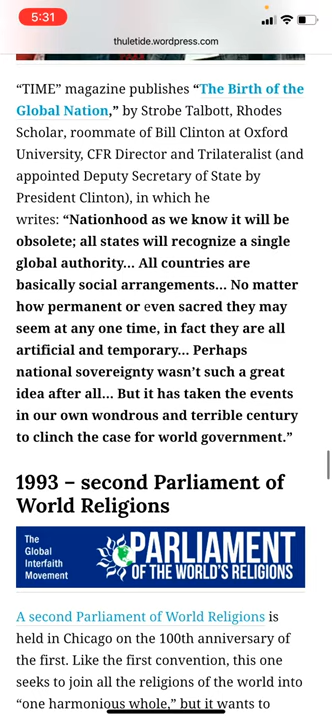 5:31
thuletide.wordpress.com
“TIME” magazine publishes “The Birth of the
Global Nation,” by Strobe Talbott, Rhodes
Scholar, roommate of Bill Clinton at Oxford
University, CFR Director and Trilateralist (and
appointed Deputy Secretary of State by
President Clinton), in which he
writes: “Nationhood as we know it will be
obsolete; all states will recognize a single
global authority… All countries are
basically social arrangements… No matter
how permanent or even sacred they may
seem at any one time, in fact they are all
artificial and temporary… Perhaps
national sovereignty wasn’t such a great
idea after all… But it has taken the events
in our own wondrous and terrible century
to clinch the case for world government.”
1993 – second Parliament of
World Religions
The
Global
Interfaith
Movement
PARLIAMENT
OF THE WORLD'S RELIGIONS
A second Parliament of World Religions is
held in Chicago on the 100th anniversary of
the first. Like the first convention, this one
seeks to join all the religions of the world into
“one harmonious whole,” but it wants to